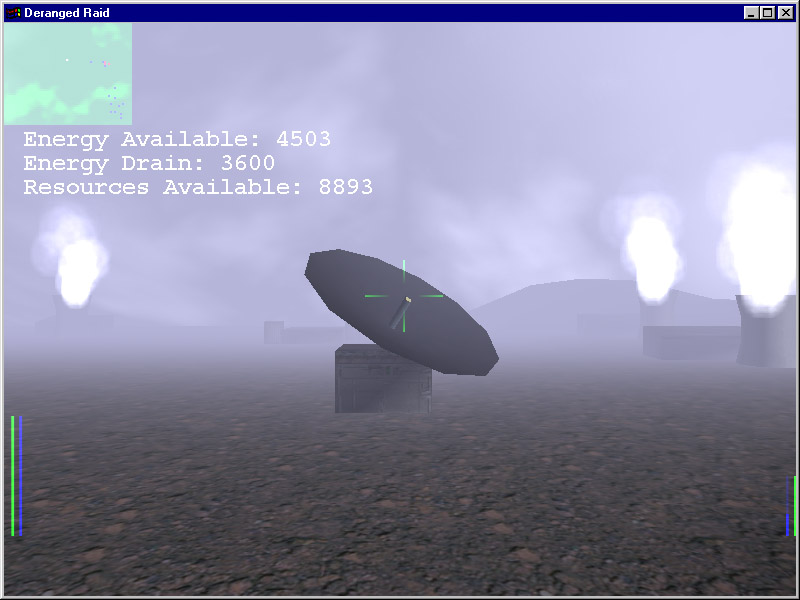 Deranged Raid
Energy Available: 4503
Energy Drain: 3600
Resources Available: 8893